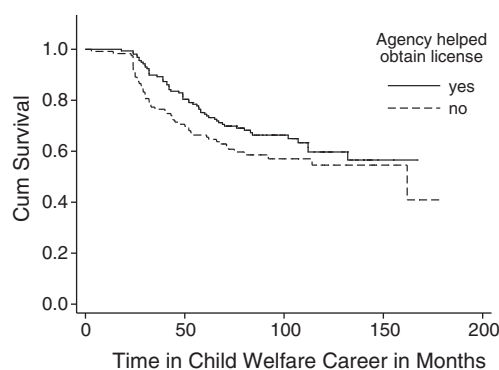 Agency helped
obtain license
yes
no
Cum Survival
1.0
0.8
0.6
0.4
0.2
0.0
0 50 100 150 200
Time in Child Welfare Career in Months